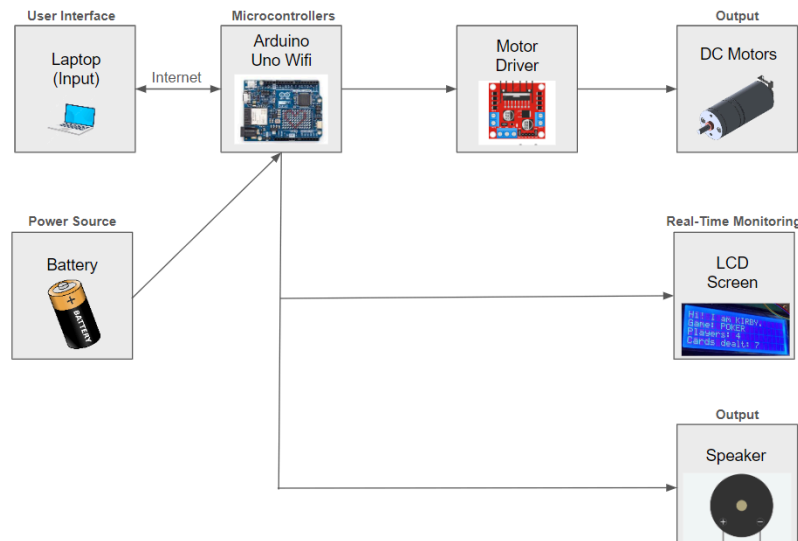 User Interface
Microcontrollers
Output
Laptop
(Input)
Internet
Arduino
Uno Wifi
Motor
Driver
DC Motors
Power Source
Battery
+
BATTERY
Real-Time Monitoring
LCD
Screen
Hi! I am KIRBY,
Game: POKER
Players: 4
Cards dealt: 7
Output
Speaker
+ −